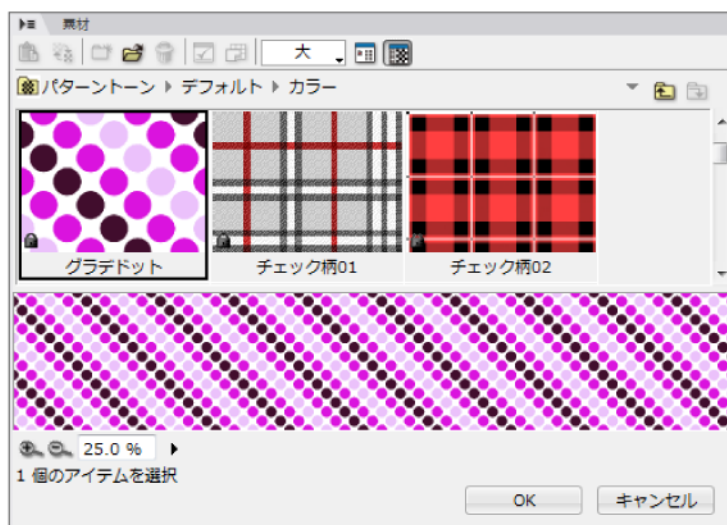 素材
大
パターントーン デフォルト カラー
グラデドット
チェック柄01
チェック柄02
25.0 %
1 個のアイテムを選択
OK
キャンセル